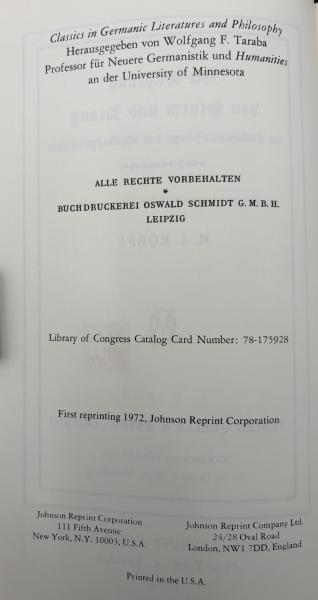 Classics in Germanic Literatures and Philosophy
Herausgegeben von Wolfgang F. Taraba
Professor für Neuere Germanistik und Humanities
an der University of Minnesota
ALLE RECHTE VORBEHALTEN
*
BUCHDRUCKEREI OSWALD SCHMIDT G.M.B.H.
LEIPZIG
Library of Congress Catalog Card Number: 78-175928
First reprinting 1972, Johnson Reprint Corporation
Johnson Reprint Corporation
111 Fifth Avenue
New York, N.Y. 10003, U.S.A.
Johnson Reprint Company Ltd.
24/28 Oval Road
London, NW1 7DD, England
Printed in the U.S.A.